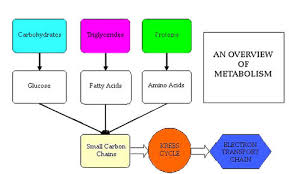 Carbohydrates
Triglycerides
Proteins
AN OVERVIEW
OF
METABOLISM
Glucose
Fatty Acids
Amino Acids
Small Carbon
Chains
KREBS
CYCLE
ELECTRON
TRANSPORT
CHAIN